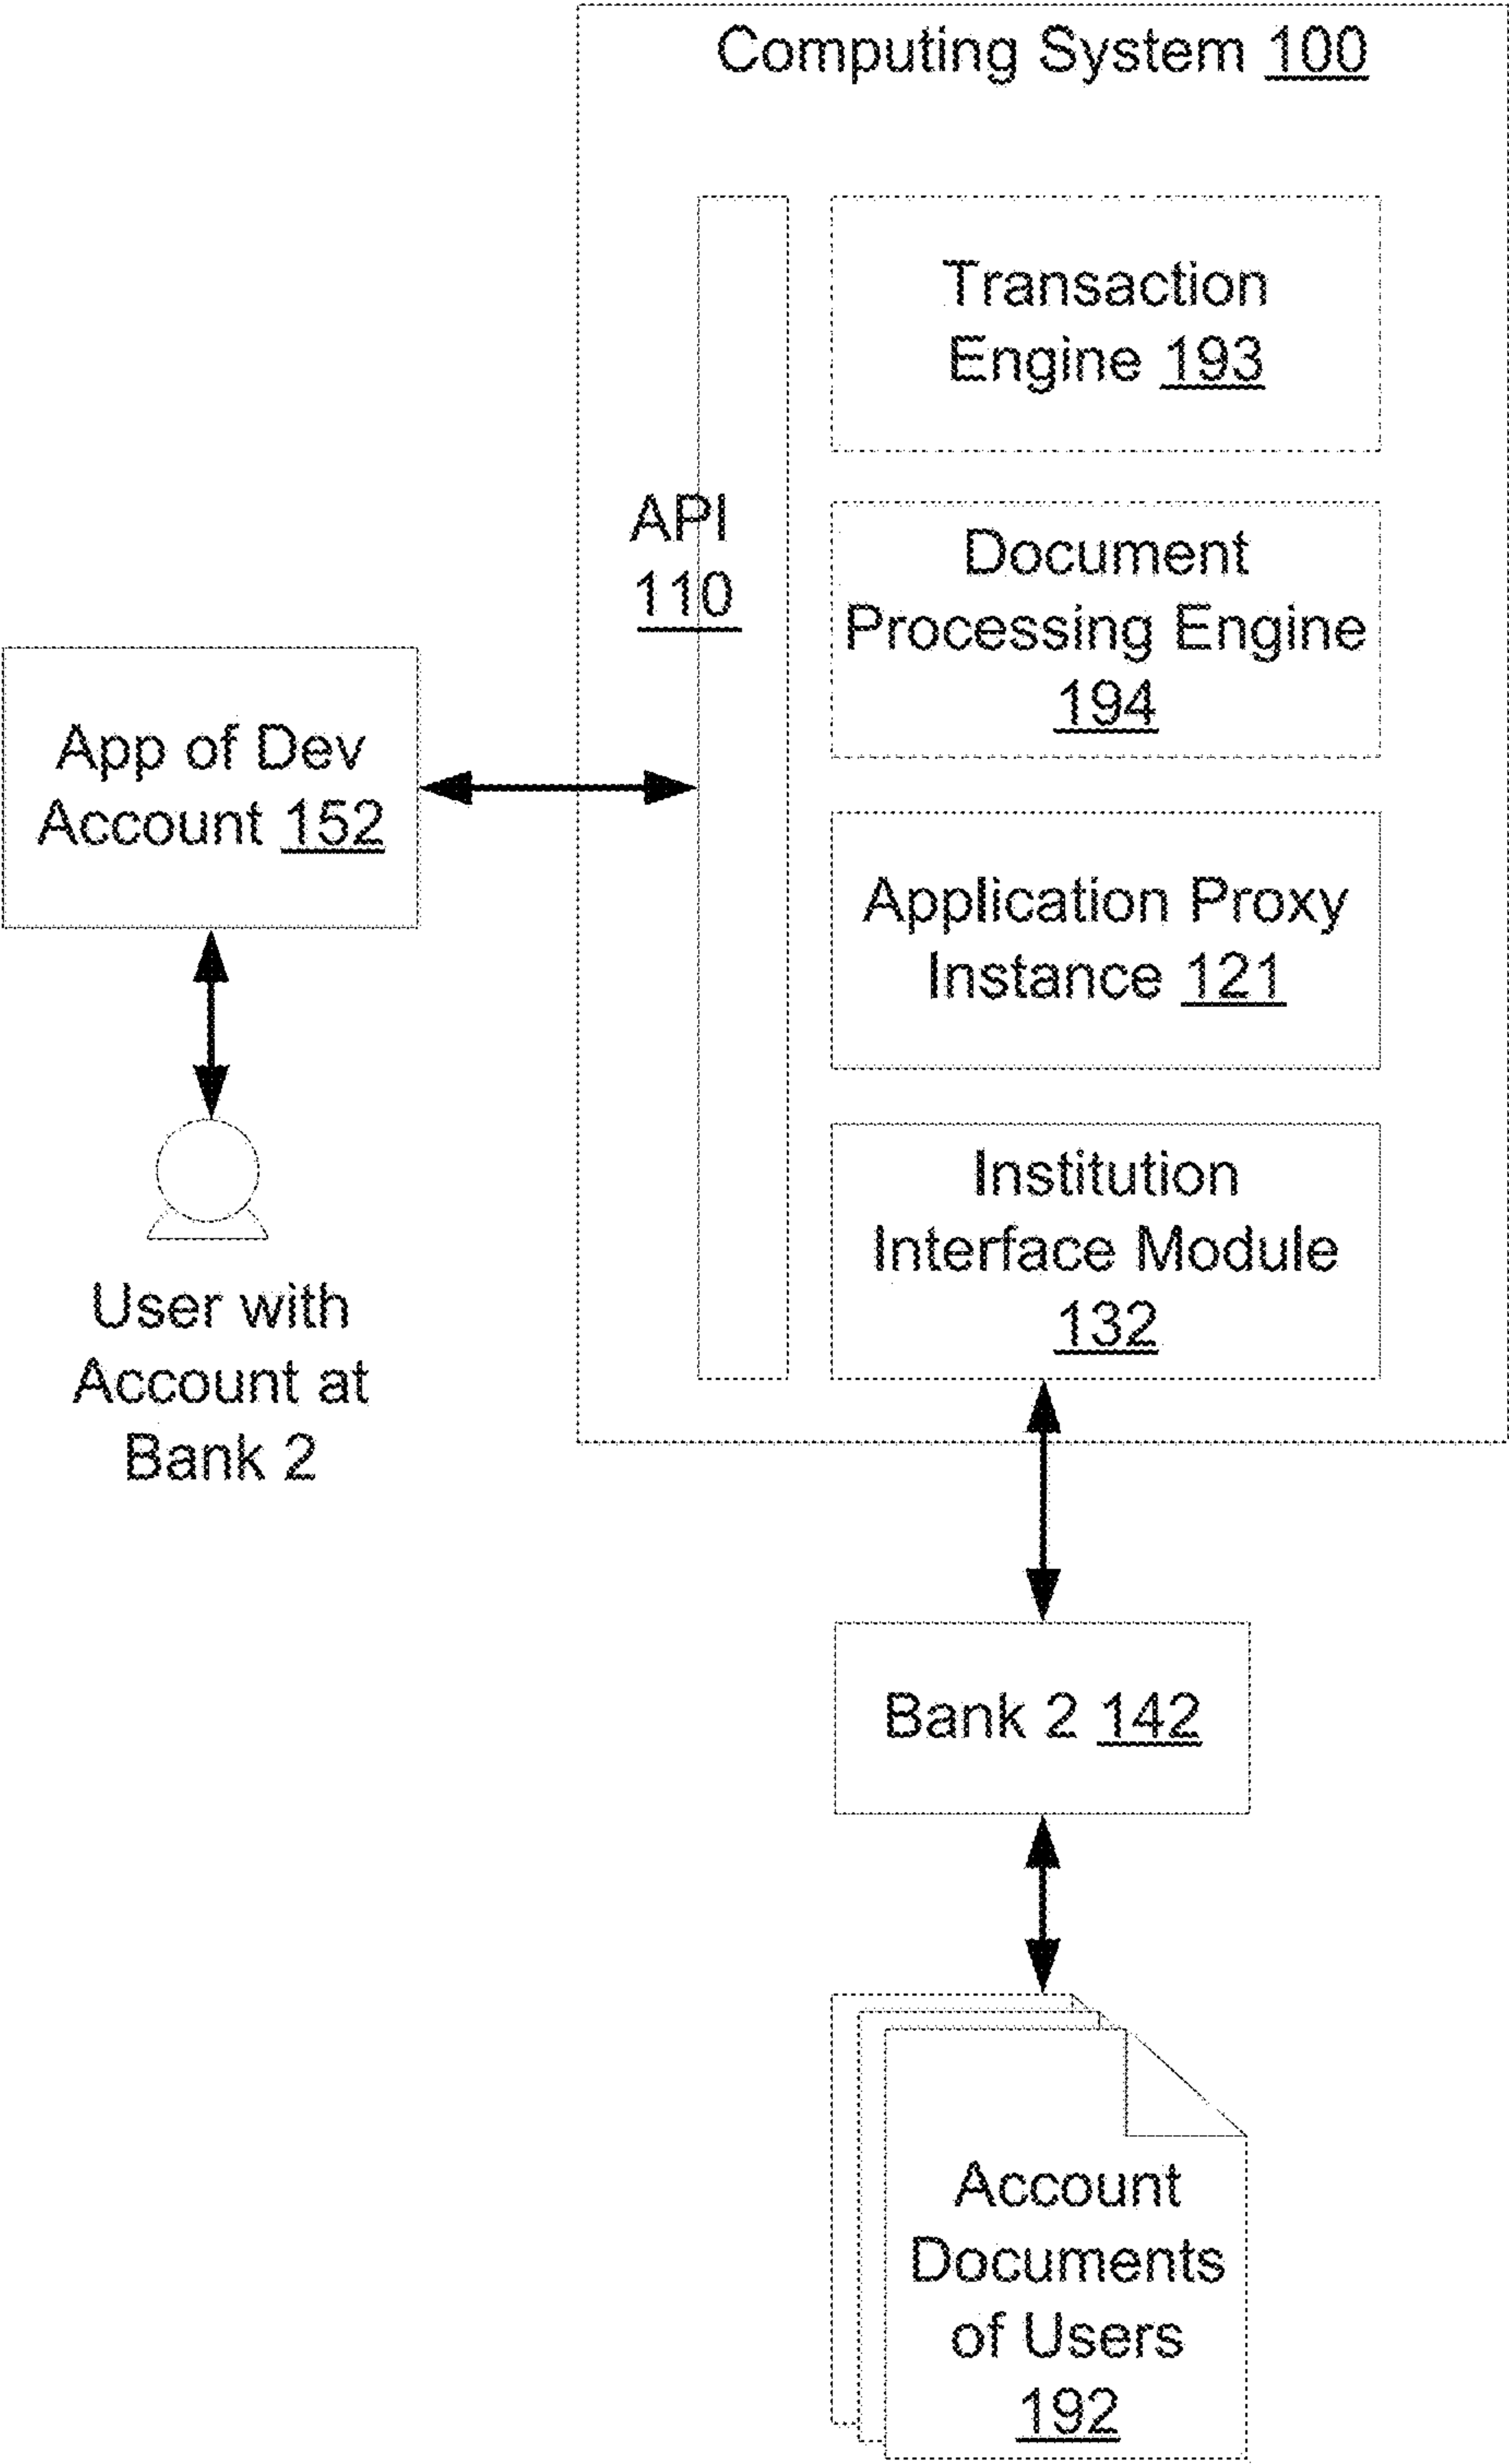 Computing System 100
Transaction
Engine 193
API
110
Document
Processing Engine
194
App of Dev
Account 152
Application Proxy
Instance 121
Institution
Interface Module
132
User with
Account at
Bank 2
Bank 2 142
Account
Documents
of Users
192